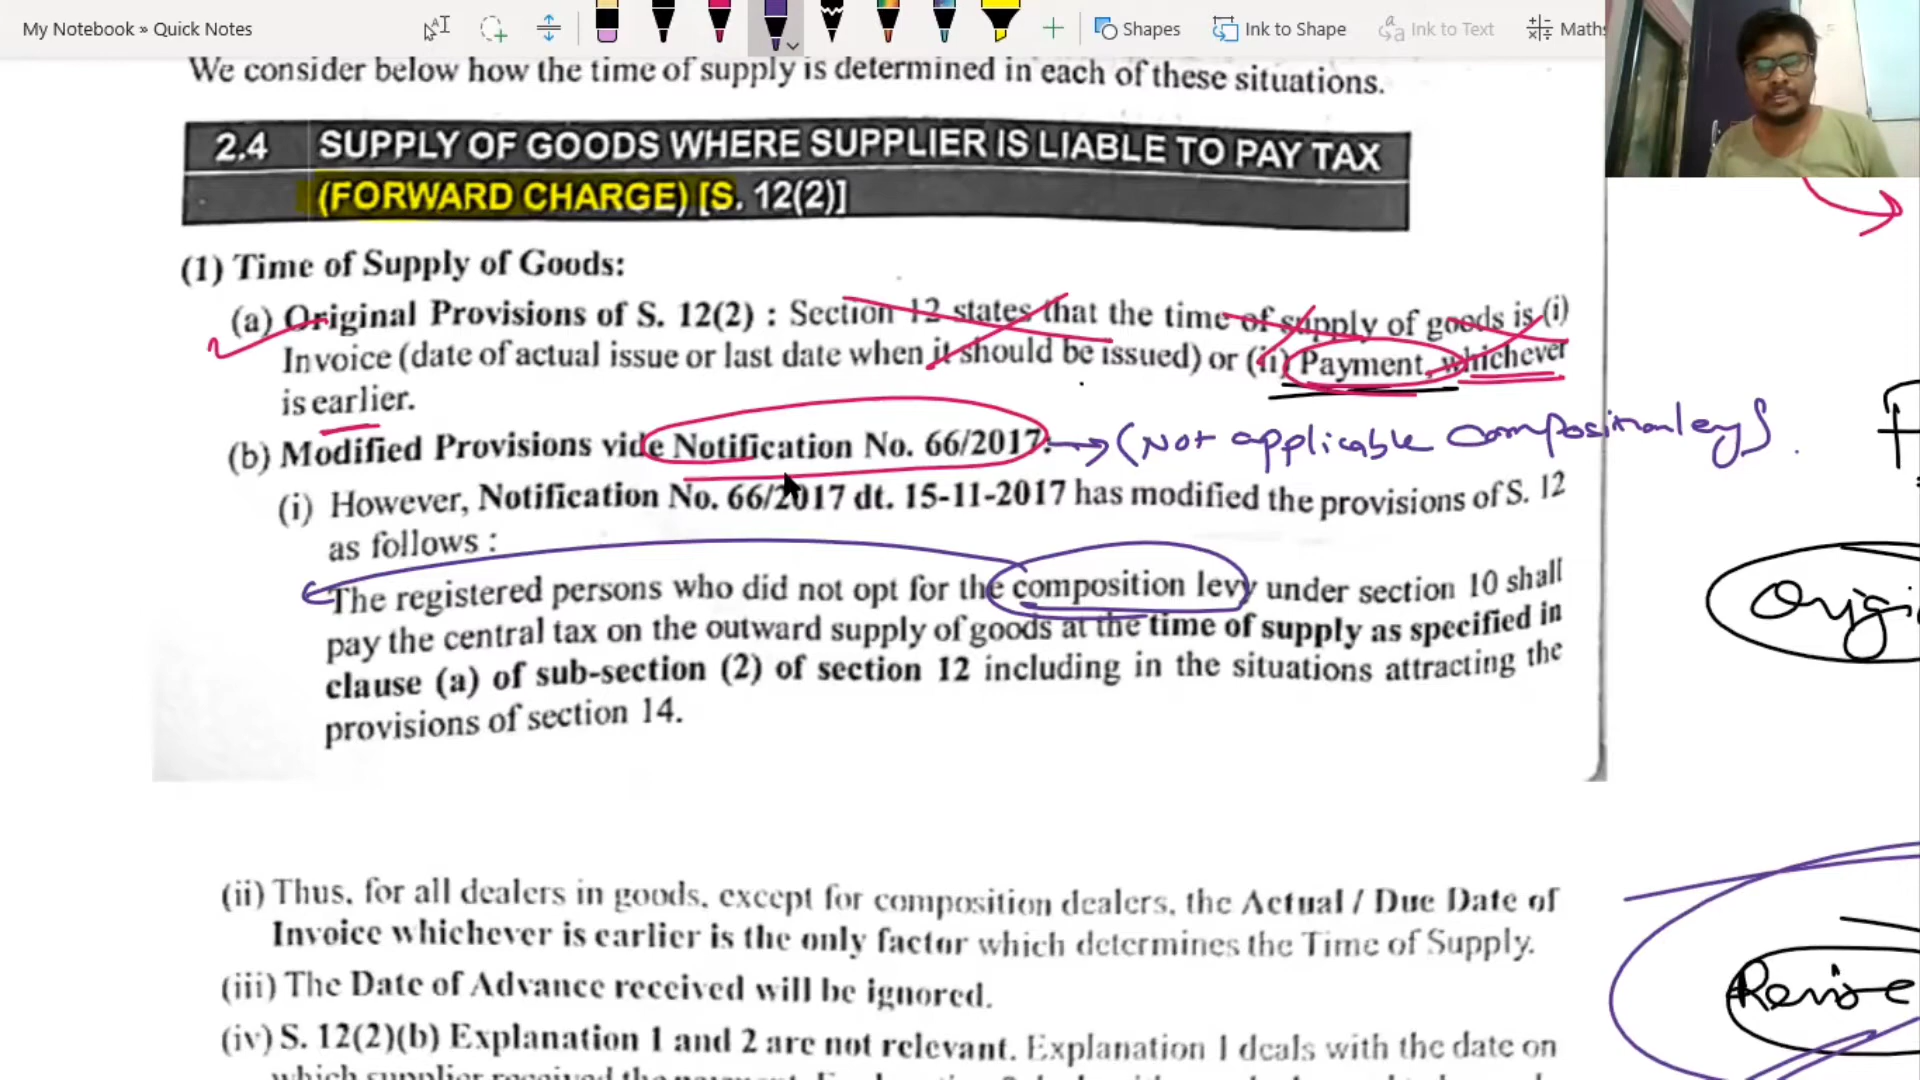 My Notebook » Quick Notes
Shapes
Ink to Shape
Ink to Text
Maths
We consider below how the time of supply is determined in each of these situations.
2.4 SUPPLY OF GOODS WHERE SUPPLIER IS LIABLE TO PAY TAX
(FORWARD CHARGE) [S. 12(2)]
(1) Time of Supply of Goods:
(a) Original Provisions of S. 12(2) : Section 12 states that the time of supply of goods is (i)
Invoice (date of actual issue or last date when it should be issued) or (ii) Payment, whichever
is earlier.
(b) Modified Provisions vide Notification No. 66/2017:
(Not applicable Composition levy)
(i) However, Notification No. 66/2017 dt. 15-11-2017 has modified the provisions of S. 12
as follows :
The registered persons who did not opt for the composition levy under section 10 shall
pay the central tax on the outward supply of goods at the time of supply as specified in
clause (a) of sub-section (2) of section 12 including in the situations attracting the
provisions of section 14.
Origi
(ii) Thus, for all dealers in goods, except for composition dealers, the Actual / Due Date of
Invoice whichever is earlier is the only factor which determines the Time of Supply.
(iii) The Date of Advance received will be ignored.
Revise
(iv) S. 12(2)(b) Explanation 1 and 2 are not relevant. Explanation 1 deals with the date on
which supplier received the payment.